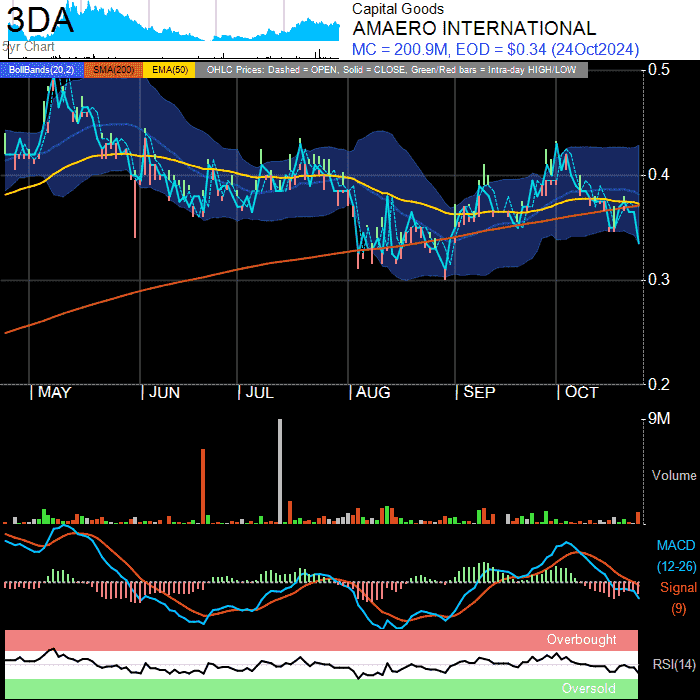 3DA
5yr Chart
Capital Goods
AMAERO INTERNATIONAL
MC = 200.9M, EOD = $0.34 (24Oct2024)
BollBands(20,2) SMA(200) EMA(50) OHLC Prices: Dashed = OPEN, Solid = CLOSE, Green/Red bars = Intra-day HIGH/LOW
0.5
0.4
0.3
0.2
MAY JUN JUL AUG SEP OCT
9M
Volume
MACD
(12-26)
Signal
(9)
Overbought
RSI(14)
Oversold